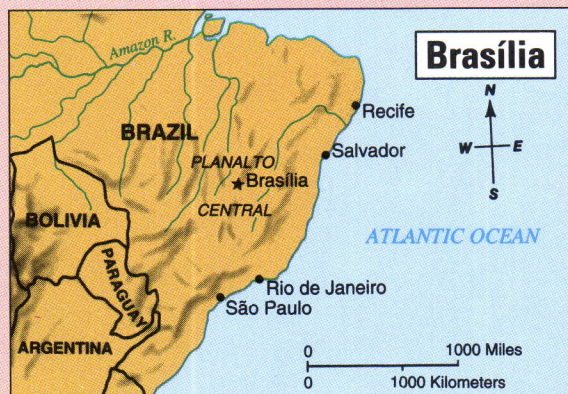 Brasília
Amazon R.
N
W E
S
Recife
BRAZIL
Salvador
PLANALTO
Brasília
CENTRAL
BOLIVIA
ATLANTIC OCEAN
PARAGUAY
Rio de Janeiro
São Paulo
ARGENTINA
0 1000 Miles
0 1000 Kilometers